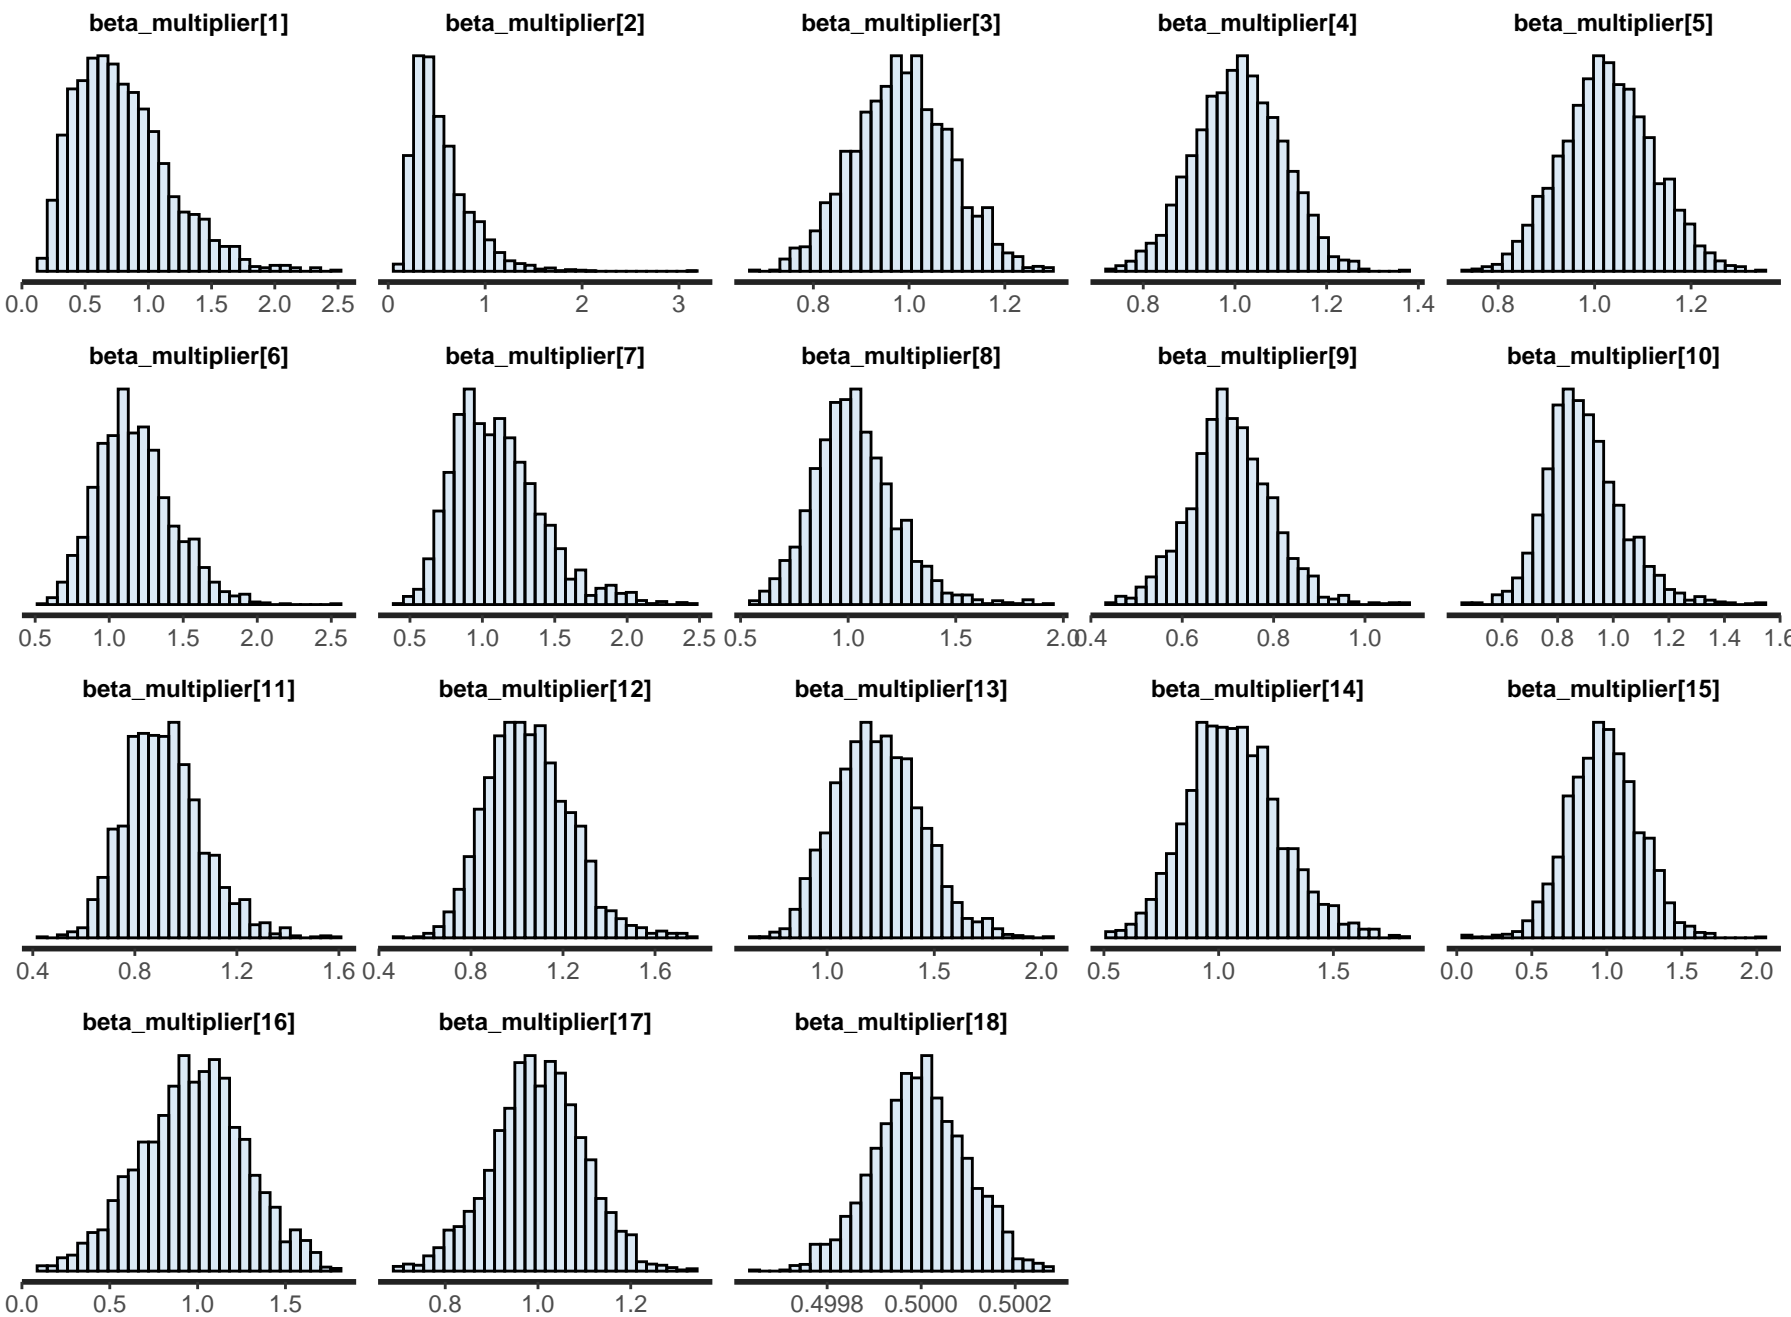 beta_multiplier[1] beta_multiplier[2] beta_multiplier[3] beta_multiplier[4] beta_multiplier[5]
0.0 0.5 1.0 1.5 2.0 2.5 0 1 2 3 0.8 1.0 1.2 0.8 1.0 1.2 1.4 0.8 1.0 1.2
beta_multiplier[6] beta_multiplier[7] beta_multiplier[8] beta_multiplier[9] beta_multiplier[10]
0.5 1.0 1.5 2.0 2.5 0.5 1.0 1.5 2.0 2.5 0.5 1.0 1.5 2.0 0.4 0.6 0.8 1.0 0.6 0.8 1.0 1.2 1.4 1.6
beta_multiplier[11] beta_multiplier[12] beta_multiplier[13] beta_multiplier[14] beta_multiplier[15]
0.4 0.8 1.2 1.6 0.4 0.8 1.2 1.6 1.0 1.5 2.0 0.5 1.0 1.5 0.0 0.5 1.0 1.5 2.0
beta_multiplier[16] beta_multiplier[17] beta_multiplier[18]
0.0 0.5 1.0 1.5 0.8 1.0 1.2 0.4998 0.5000 0.5002